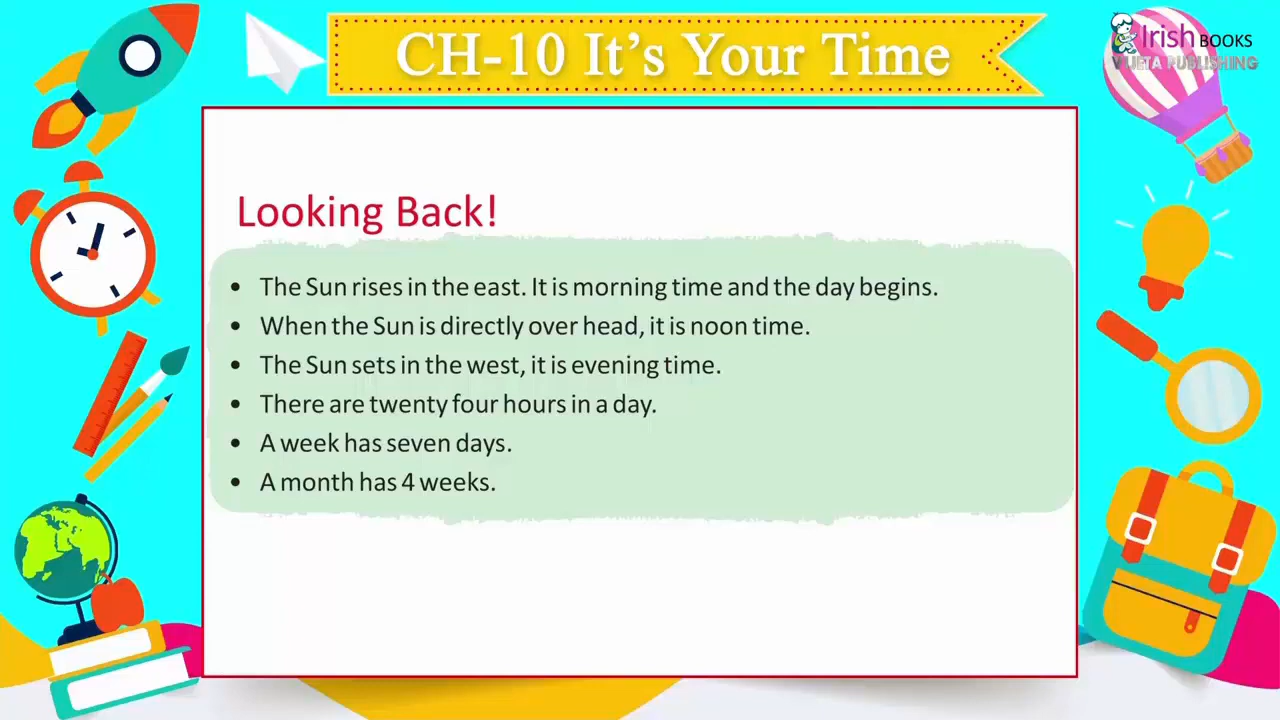 CH-10 It's Your Time
Irish BOOKS
Looking Back!
• The Sun rises in the east. It is morning time and the day begins.
• When the Sun is directly over head, it is noon time.
• The Sun sets in the west, it is evening time.
• There are twenty four hours in a day.
• A week has seven days.
• A month has 4 weeks.